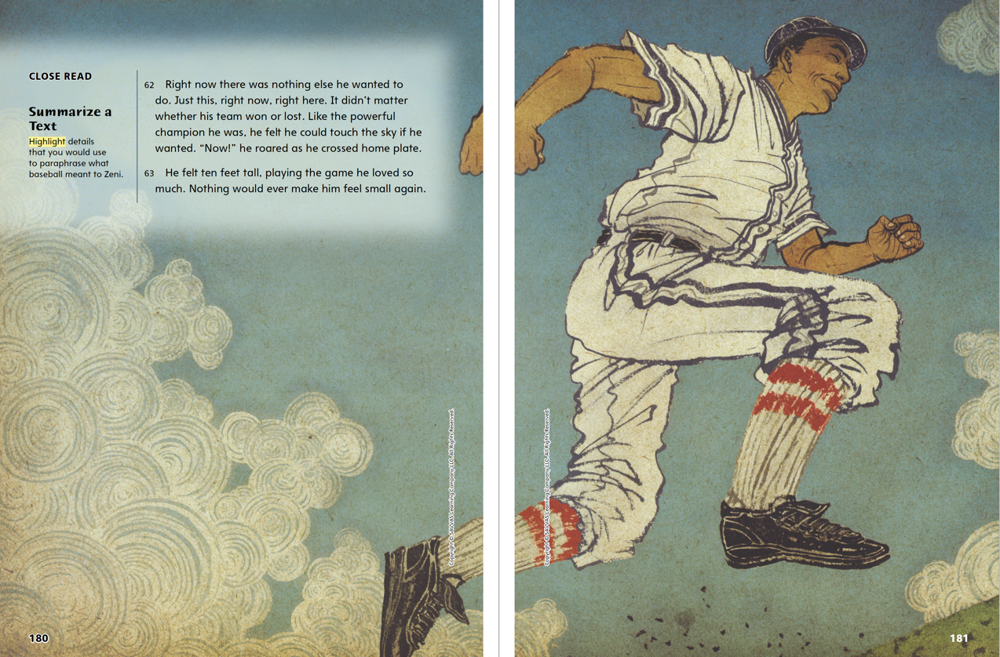 CLOSE READ
Summarize a
Text
Highlight details
that you would use
to paraphrase what
baseball meant to Zeni.
62 Right now there was nothing else he wanted to
do. Just this, right now, right here. It didn’t matter
whether his team won or lost. Like the powerful
champion he was, he felt he could touch the sky if he
wanted. “Now!” he roared as he crossed home plate.
63 He felt ten feet tall, playing the game he loved so
much. Nothing would ever make him feel small again.
Copyright © SAVVAS Learning Company LLC. All Rights Reserved.
180
Copyright © SAVVAS Learning Company LLC. All Rights Reserved.
181